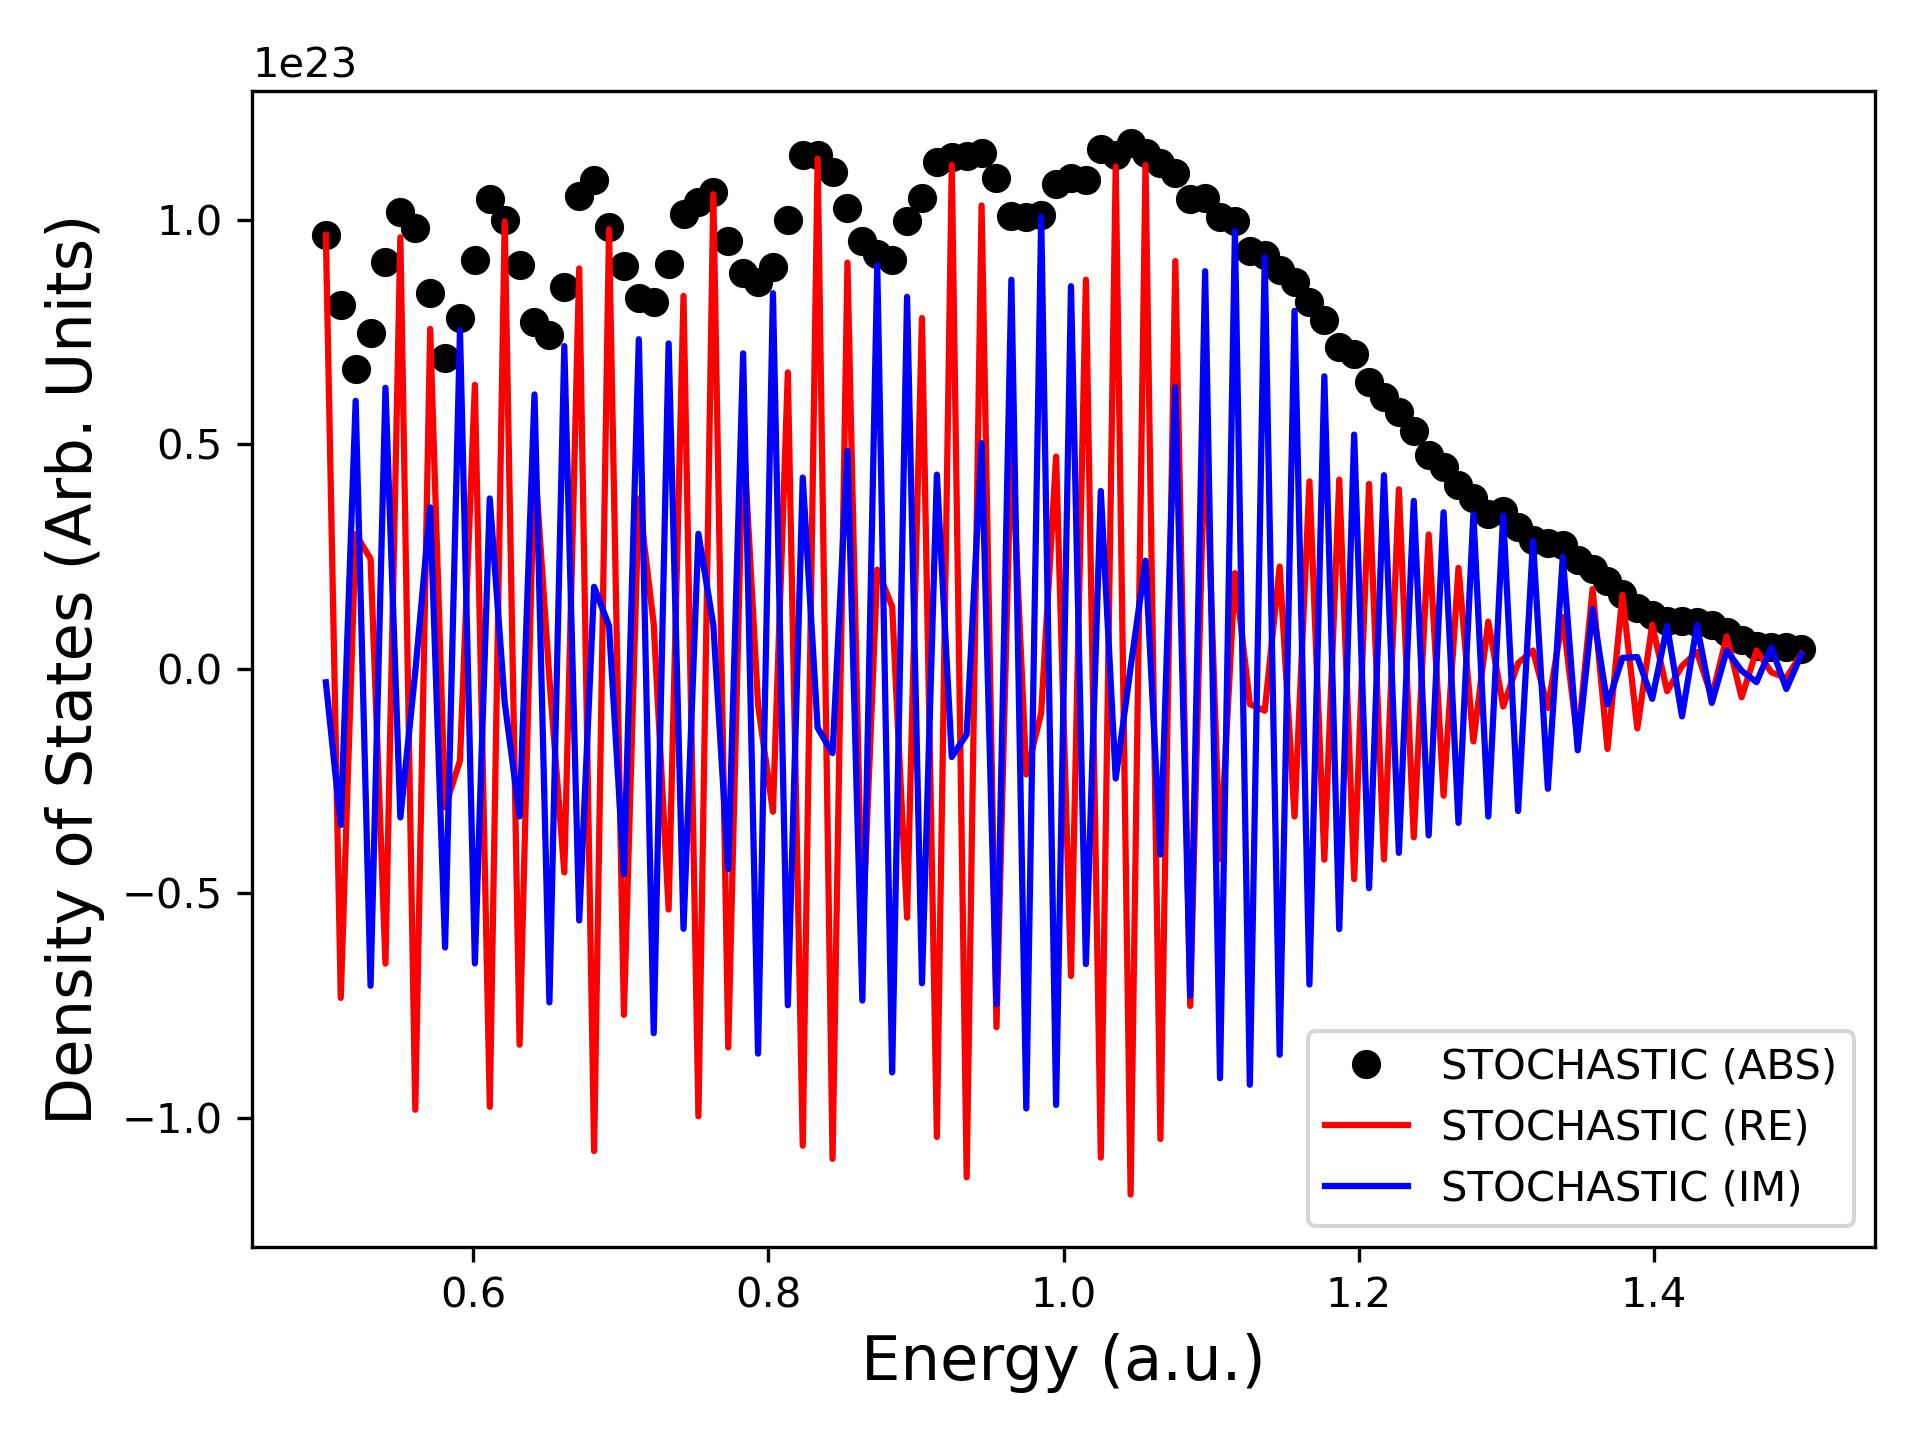 1e23
Density of States (Arb. Units)
1.0
0.5
0.0
−0.5
−1.0
STOCHASTIC (ABS)
STOCHASTIC (RE)
STOCHASTIC (IM)
0.6 0.8 1.0 1.2 1.4
Energy (a.u.)